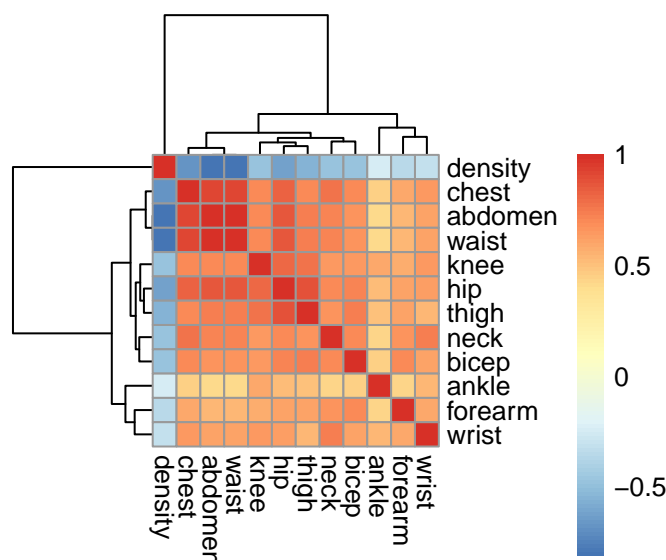 density
chest
abdomen
waist
knee
hip
thigh
neck
bicep
ankle
forearm
wrist
density
chest
abdomen
waist
knee
hip
thigh
neck
bicep
ankle
forearm
wrist
1
0.5
0
−0.5